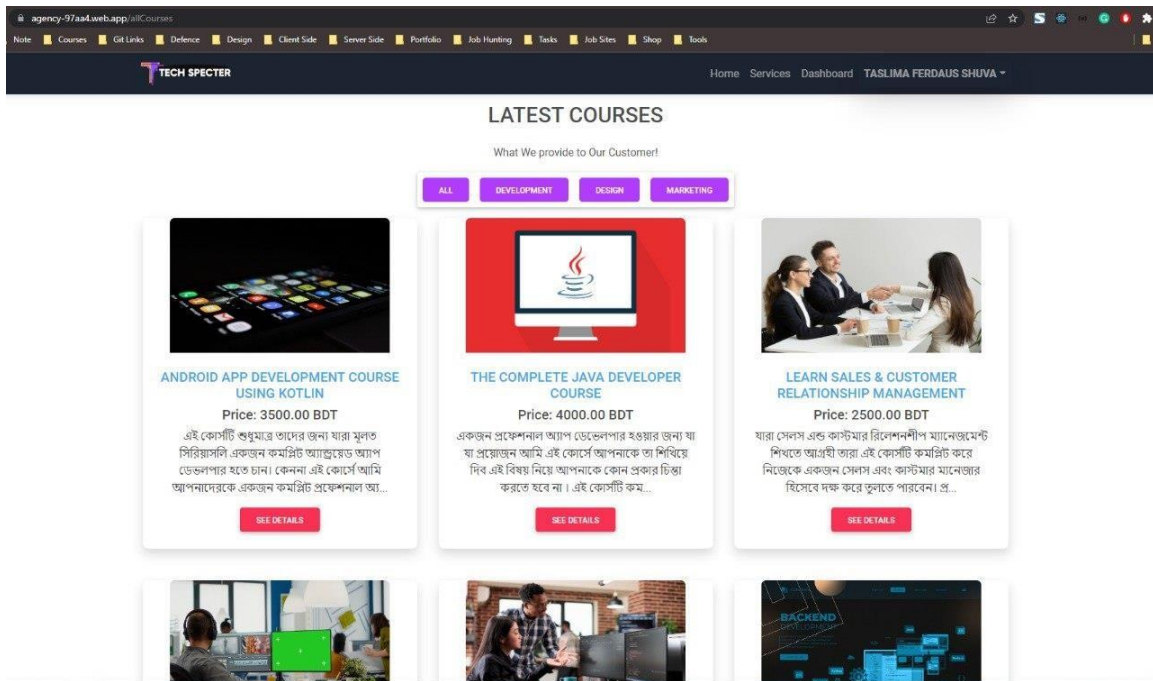 agency-97aa4.web.app/allCourses
Note Courses Git Links Defence Design Client Side Server Side Portfolio Job Hunting Tasks Job Sites Shop Tools
TECH SPECTER
Home Services Dashboard TASLIMA FERDAUS SHUVA
LATEST COURSES
What We provide to Our Customer!
ALL DEVELOPMENT DESIGN MARKETING
ANDROID APP DEVELOPMENT COURSE
USING KOTLIN
Price: 3500.00 BDT
এই কোর্সটি শুধুমাত্র তাদের জন্য যারা মূলত
সিরিয়াসলি একজন কমপ্লিট অ্যান্ড্রয়েড অ্যাপ
ডেভলপার হতে চান। কেননা এই কোর্সে আমি
আপনাদেরকে একজন কমপ্লিট প্রফেশনাল অ্য...
SEE DETAILS
THE COMPLETE JAVA DEVELOPER
COURSE
Price: 4000.00 BDT
একজন প্রফেশনাল অ্যাপ ডেভেলপার হওয়ার জন্য যা
যা প্রয়োজন আমি এই কোর্সে আপনাকে তা শিখিয়ে
দিব এই বিষয় নিয়ে আপনাকে কোন প্রকার চিন্তা
করতে হবে না । এই কোর্সটি কম...
SEE DETAILS
LEARN SALES & CUSTOMER
RELATIONSHIP MANAGEMENT
Price: 2500.00 BDT
যারা সেলস এন্ড কাস্টমার রিলেশনশীপ ম্যানেজমেন্ট
শিখতে আগ্রহী তারা এই কোর্সটি কমপ্লিট করে
নিজেকে একজন সেলস এবং কাস্টমার মানেজার
হিসেবে দক্ষ করে তুলতে পারবেন। প্র...
SEE DETAILS
BACKEND
DEVELOPMENT